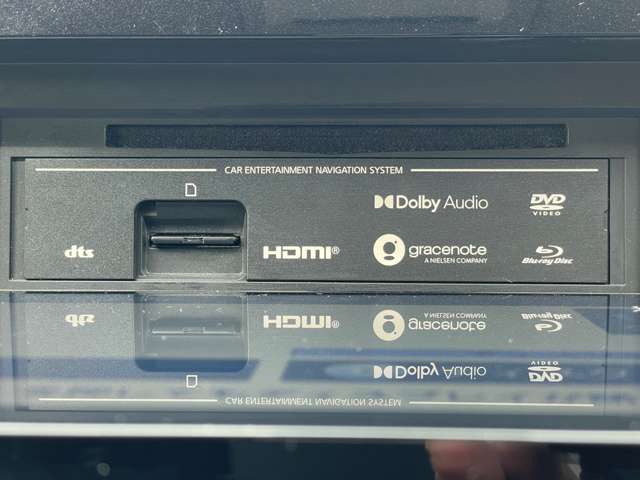 CAR ENTERTAINMENT NAVIGATION SYSTEM
Dolby Audio
DVD
VIDEO
dts
HDMI®
gracenote
A NIELSEN COMPANY
Blu-ray Disc